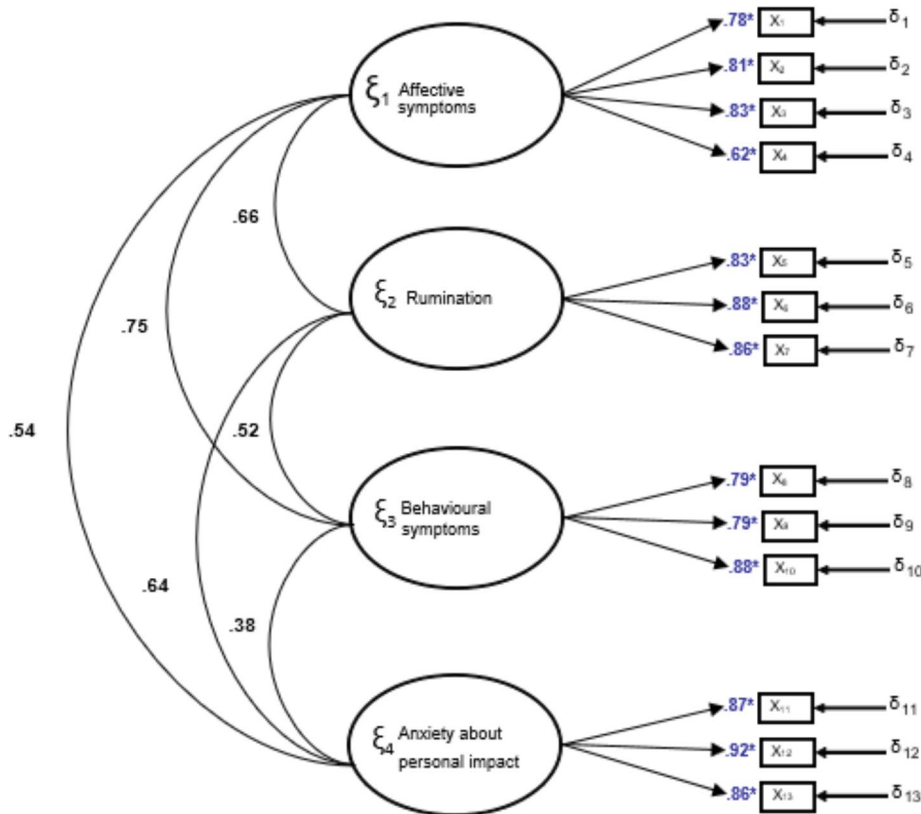 .78* X₁ δ₁
.81* X₂ δ₂
ξ₁ Affective
symptoms
.83* X₃ δ₃
.62* X₄ δ₄
.66
.83* X₅ δ₅
ξ₂ Rumination
.88* X₆ δ₆
.75
.86* X₇ δ₇
.54
.52
.79* δ₈
ξ₃ Behavioural
symptoms
.79* X₉ δ₉
.88* X₁₀ δ₁₀
.64
.38
.87* X₁₁ δ₁₁
ξ₄ Anxiety about
personal impact
.92* X₁₂ δ₁₂
.86* X₁₃ δ₁₃